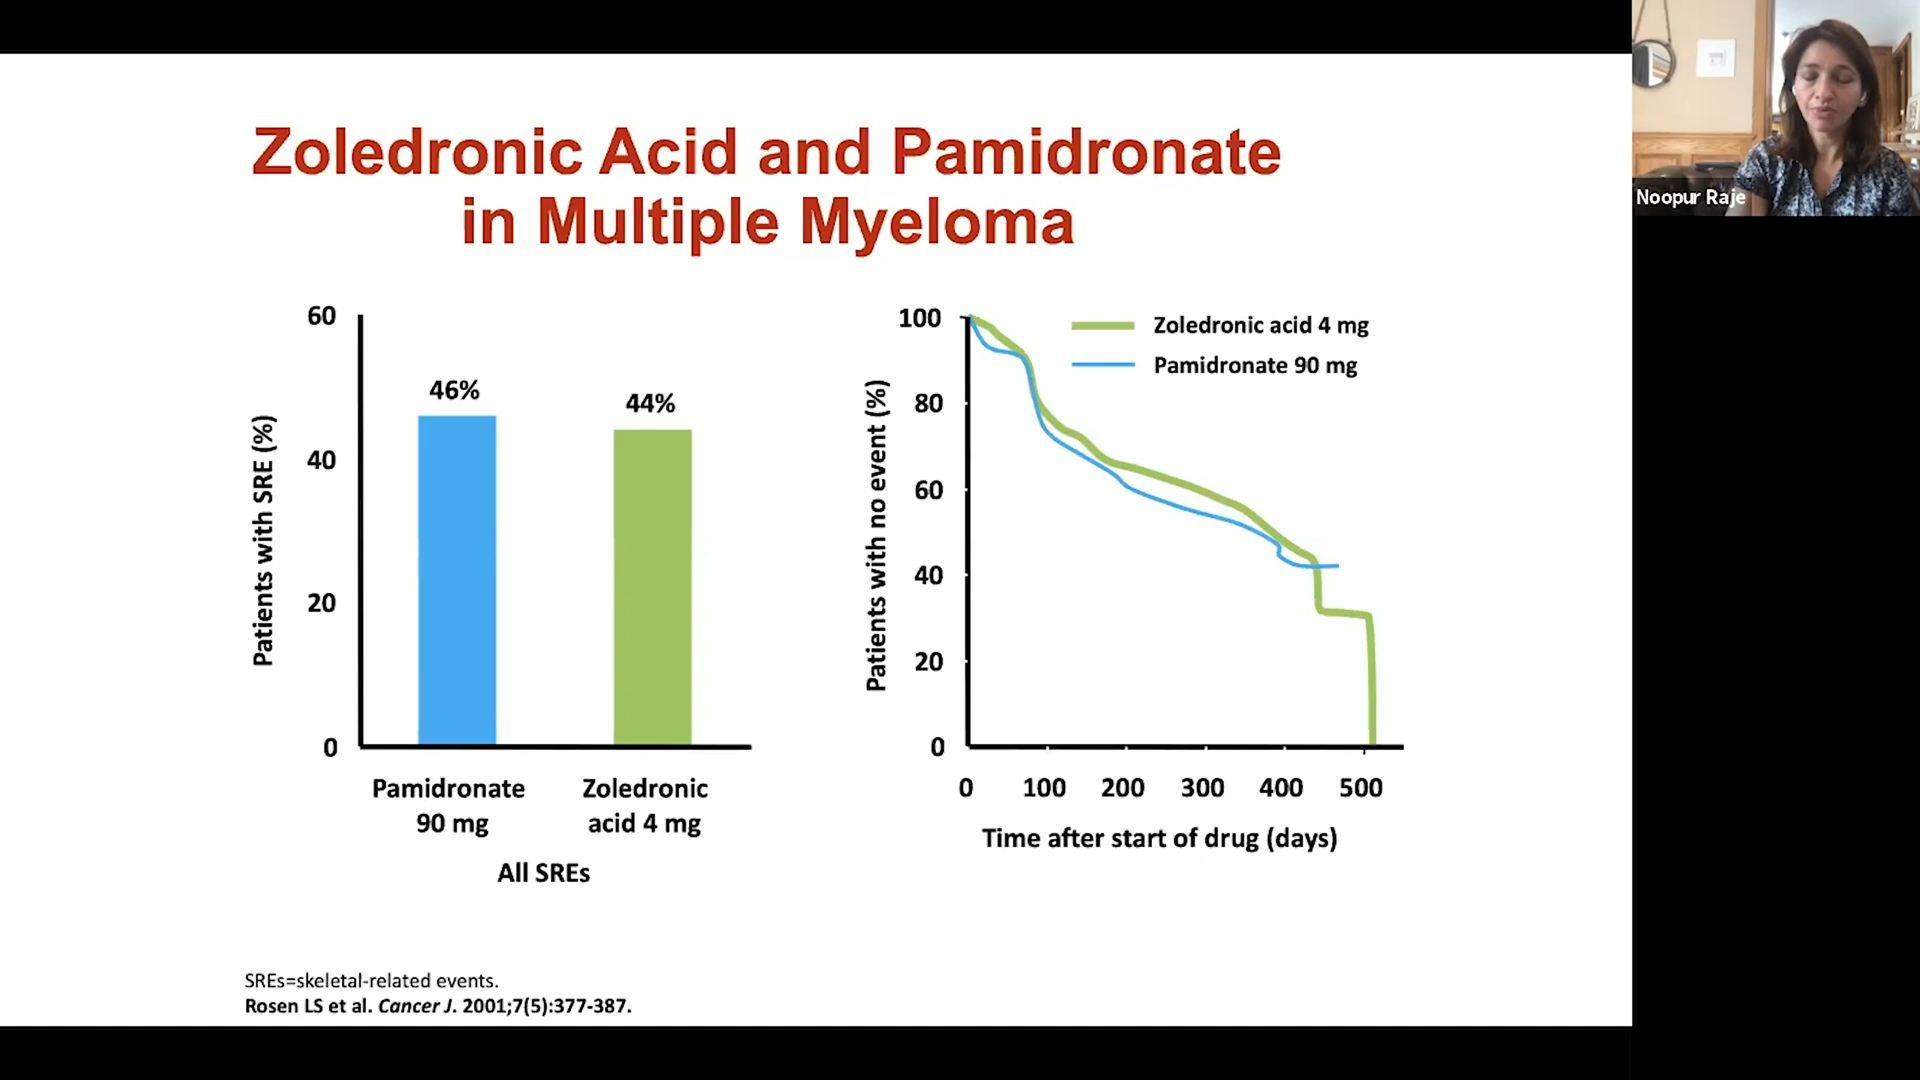 Zoledronic Acid and Pamidronate
in Multiple Myeloma
Patients with SRE (%)
60
40
20
0
46%
44%
Pamidronate
90 mg
Zoledronic
acid 4 mg
All SREs
Patients with no event (%)
100
80
60
40
20
0
Zoledronic acid 4 mg
Pamidronate 90 mg
0 100 200 300 400 500
Time after start of drug (days)
SREs=skeletal-related events.
Rosen LS et al. Cancer J. 2001;7(5):377-387.
Noopur Raje